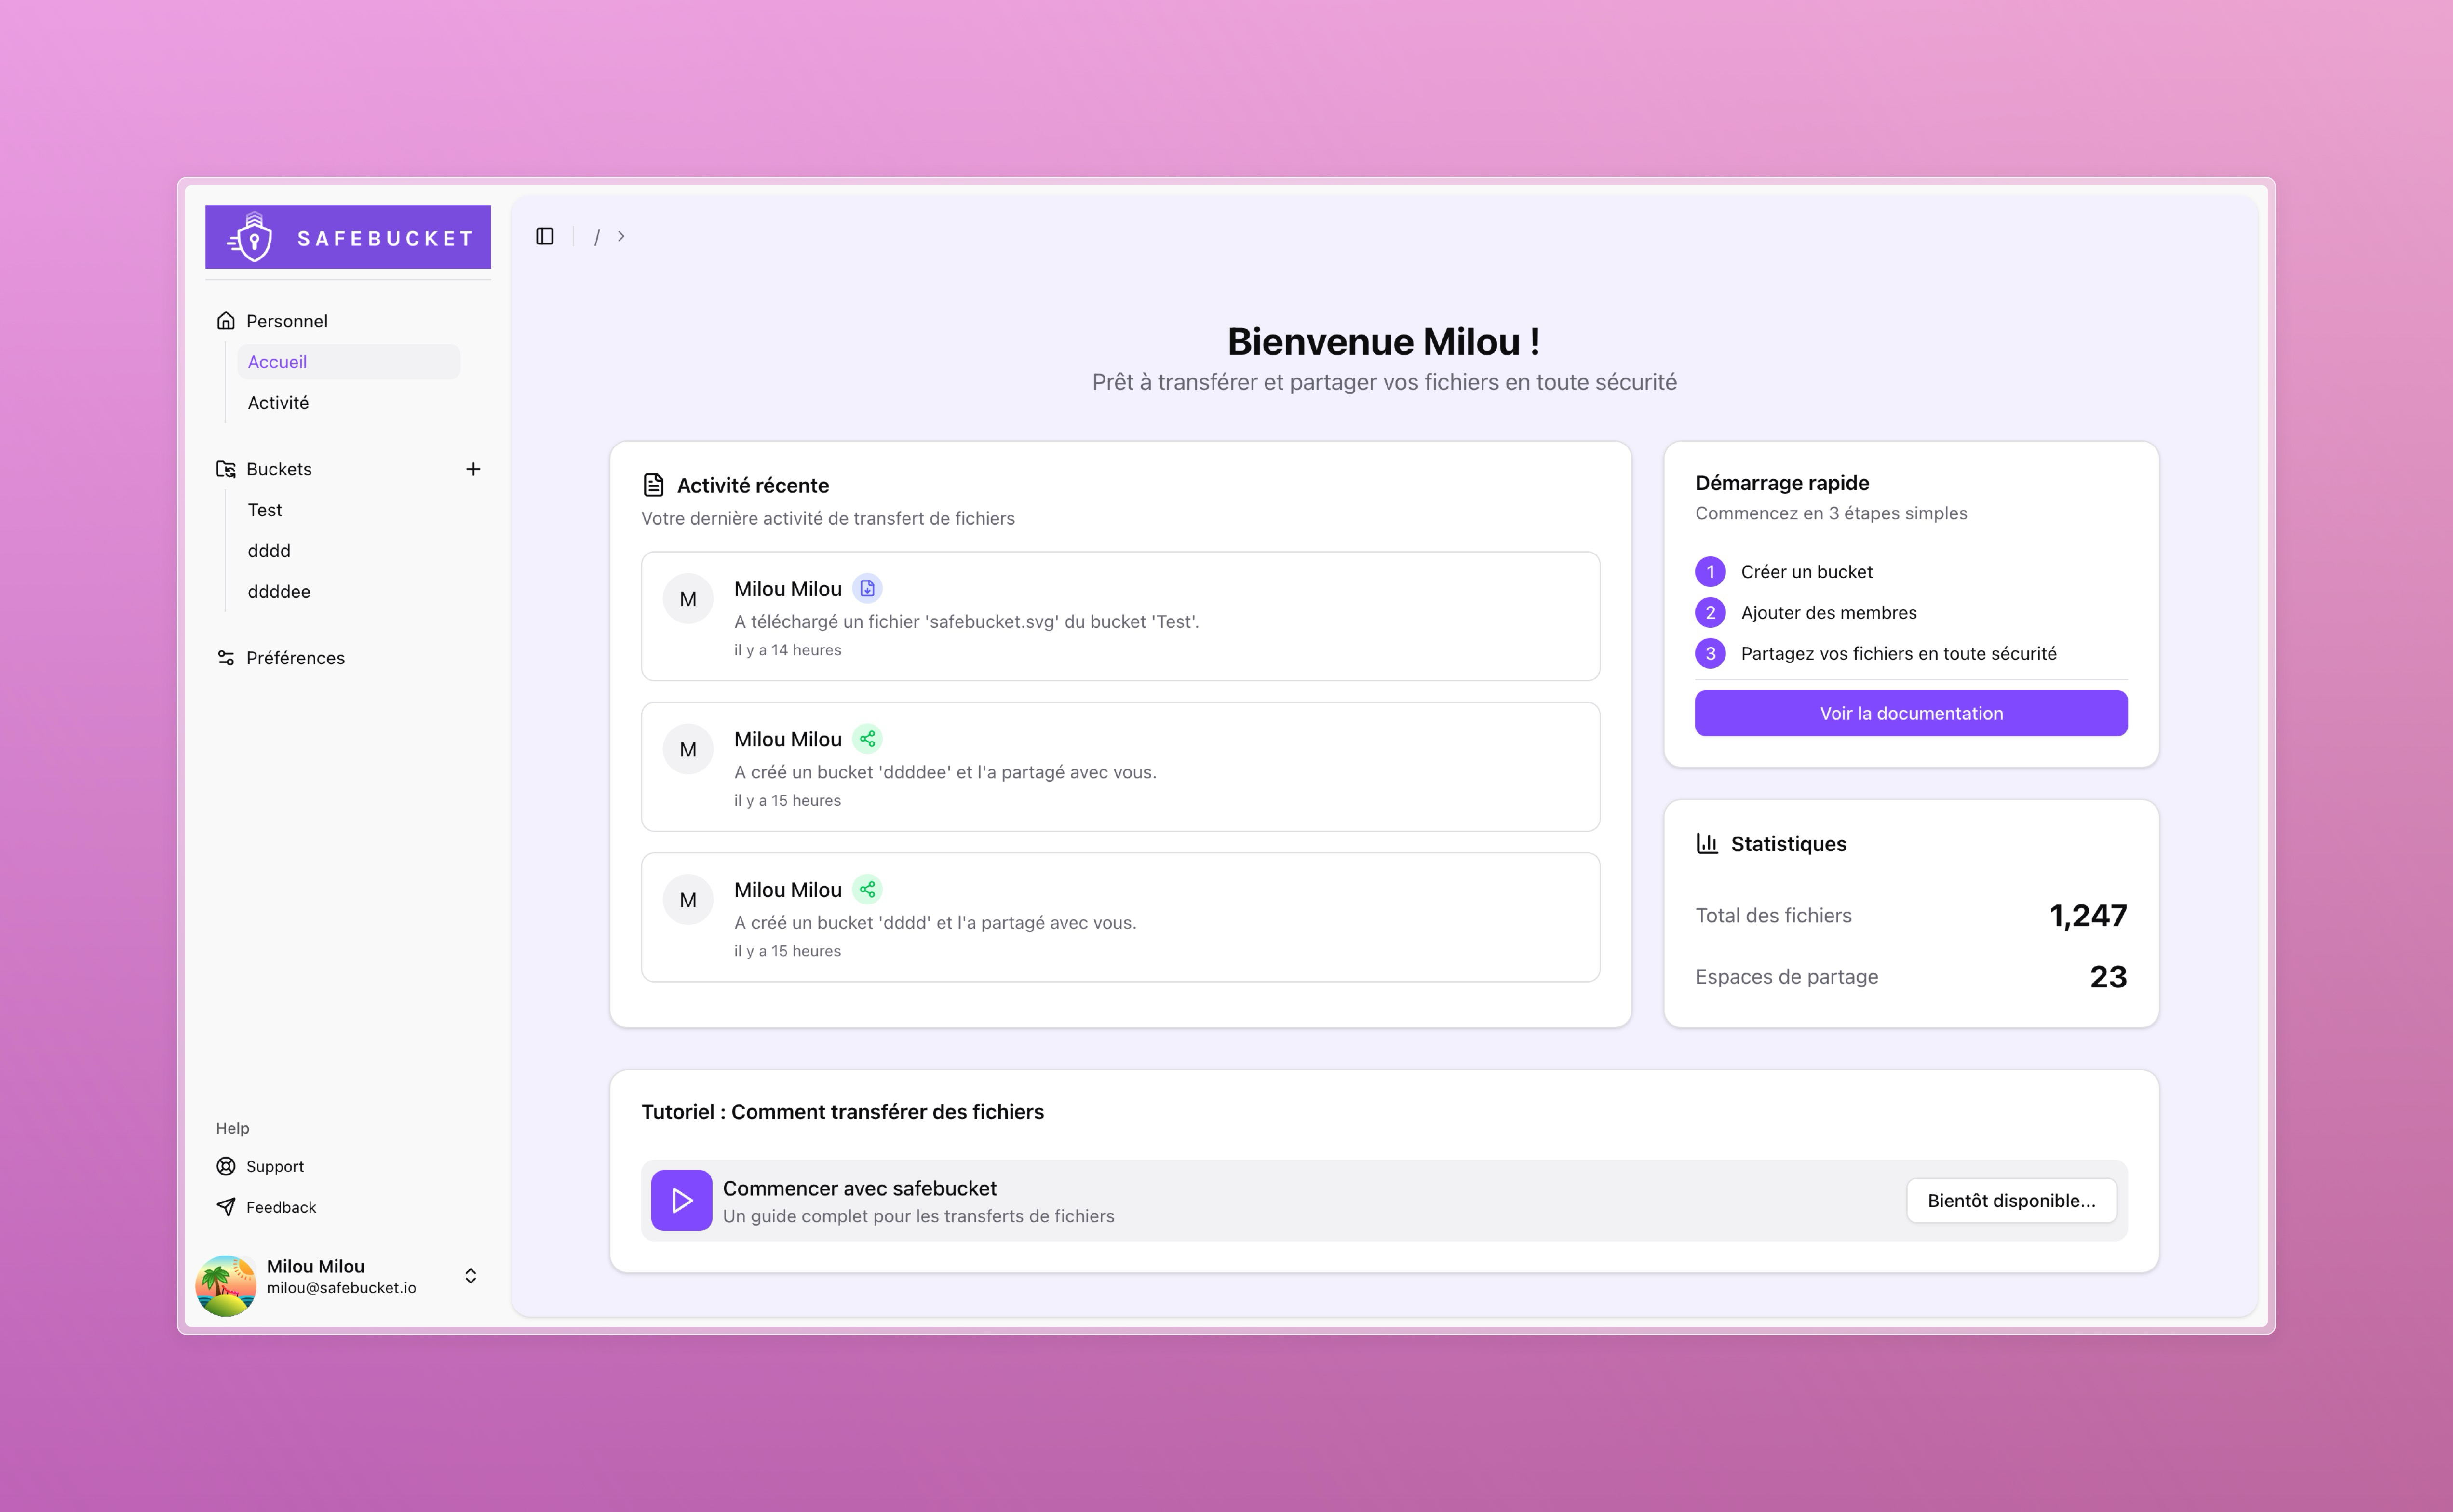 SAFEBUCKET
Personnel
Accueil
Activité
Buckets
Test
dddd
ddddee
Préférences
Help
Support
Feedback
Milou Milou
milou@safebucket.io
/
Bienvenue Milou !
Prêt à transférer et partager vos fichiers en toute sécurité
Activité récente
Votre dernière activité de transfert de fichiers
M
Milou Milou
A téléchargé un fichier 'safebucket.svg' du bucket 'Test'.
il y a 14 heures
M
Milou Milou
A créé un bucket 'ddddee' et l'a partagé avec vous.
il y a 15 heures
M
Milou Milou
A créé un bucket 'dddd' et l'a partagé avec vous.
il y a 15 heures
Démarrage rapide
Commencez en 3 étapes simples
1 Créer un bucket
2 Ajouter des membres
3 Partagez vos fichiers en toute sécurité
Voir la documentation
Statistiques
Total des fichiers 1,247
Espaces de partage 23
Tutoriel : Comment transférer des fichiers
Commencer avec safebucket
Un guide complet pour les transferts de fichiers
Bientôt disponible...